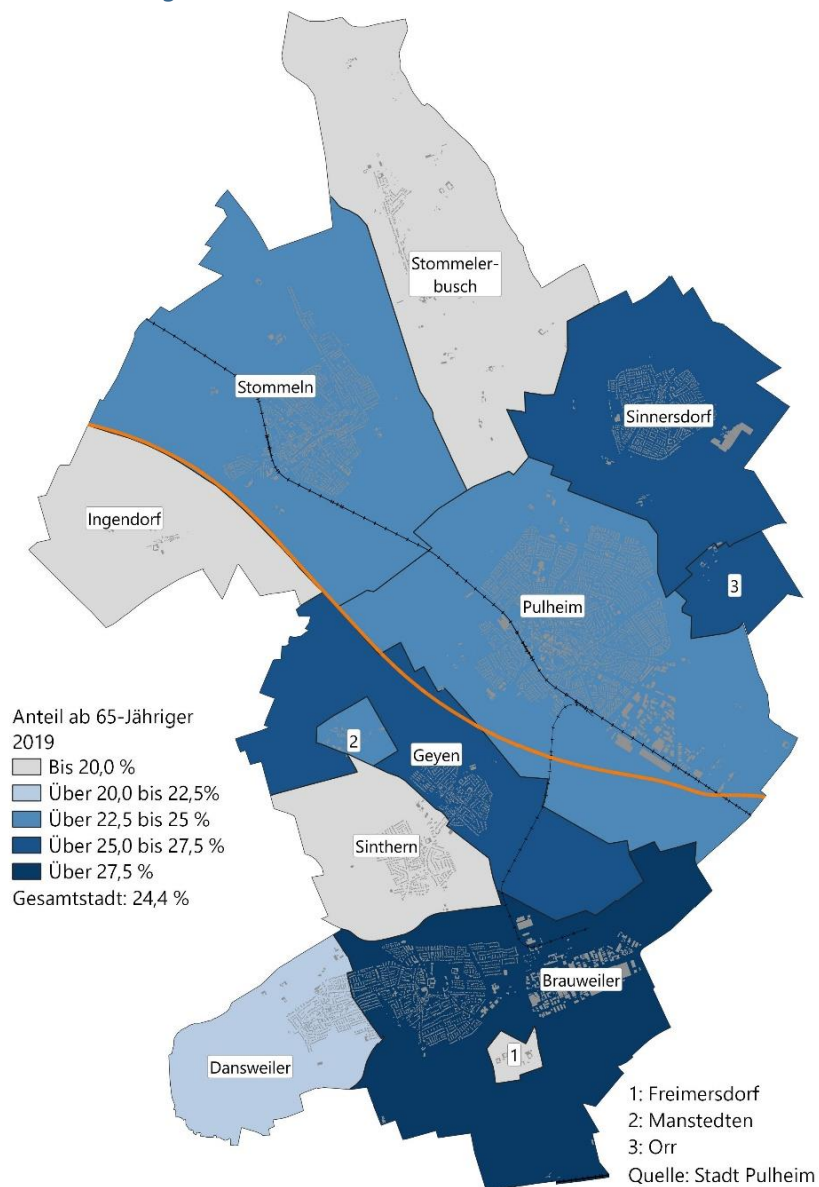 Stommeler-
busch
Stommeln
Sinnersdorf
Ingendorf
3
Pulheim
2
Geyen
Sinthern
Brauweiler
1
Dansweiler
Anteil ab 65-Jähriger
2019
Bis 20,0 %
Über 20,0 bis 22,5%
Über 22,5 bis 25 %
Über 25,0 bis 27,5 %
Über 27,5 %
Gesamtstadt: 24,4 %
1: Freimersdorf
2: Manstedten
3: Orr
Quelle: Stadt Pulheim